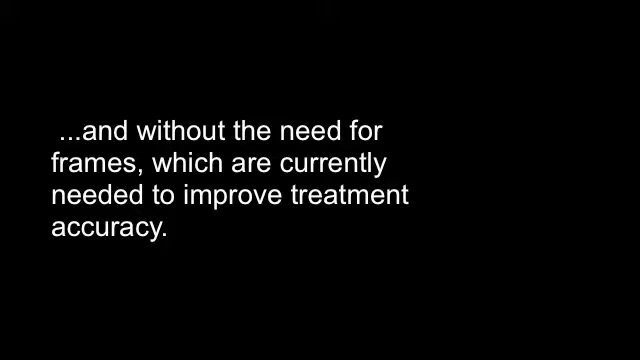 ...and without the need for
frames, which are currently
needed to improve treatment
accuracy.